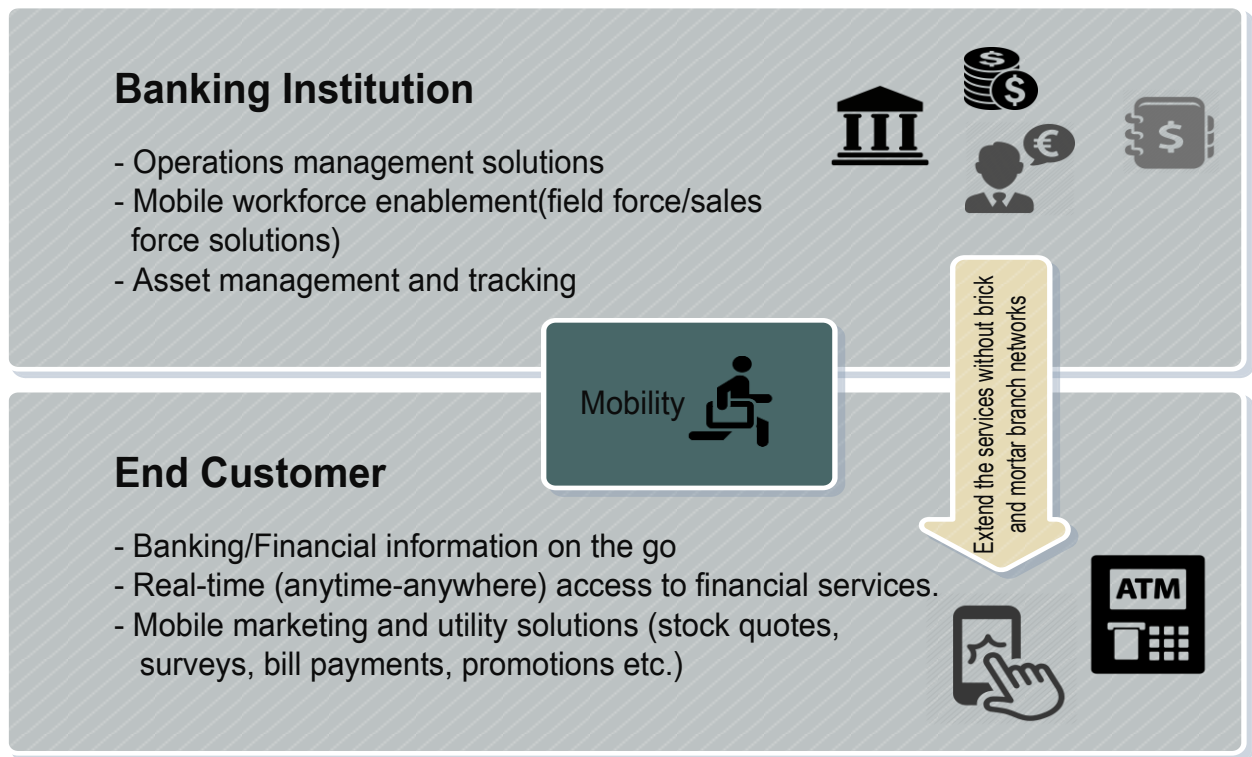 Banking Institution
- Operations management solutions
- Mobile workforce enablement(field force/sales
force solutions)
- Asset management and tracking
$
$
€
$
Extend the services without brick
and mortar branch networks
Mobility
End Customer
- Banking/Financial information on the go
- Real-time (anytime-anywhere) access to financial services.
- Mobile marketing and utility solutions (stock quotes,
surveys, bill payments, promotions etc.)
ATM